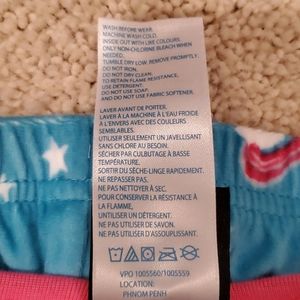 WASH BEFORE WEAR.
MACHINE WASH COLD.
INSIDE OUT WITH LIKE COLOURS.
ONLY NON-CHLORINE BLEACH WHEN
NEEDED.
TUMBLE DRY LOW. REMOVE PROMPTLY.
DO NOT IRON.
DO NOT DRY CLEAN.
TO RETAIN FLAME RESISTANCE,
USE DETERGENT.
DO NOT USE SOAP.
AND DO NOT USE FABRIC SOFTENER.
LAVER AVANT DE PORTER.
LAVER À LA MACHINE À L'EAU FROIDE
À L'ENVERS AVEC DES COULEURS
SEMBLABLES.
UTILISER SEULEMENT UN JAVELLISANT
SANS CHLORE AU BESOIN.
SÉCHER PAR CULBUTAGE À BASSE
TEMPÉRATURE.
SORTIR DU SÈCHE-LINGE RAPIDEMENT.
NE REPASSER PAS.
NE PAS NETTOYER À SEC.
POUR CONSERVER LA RÉSISTANCE À
LA FLAMME,
UTILISER UN DÉTERGENT.
NE PAS UTILISER DE SAVON
NE PAS UTILISER D'ASSOUPLISSANT.
VPO 1005560/1005559
LOCATION:
PHNOM PENH